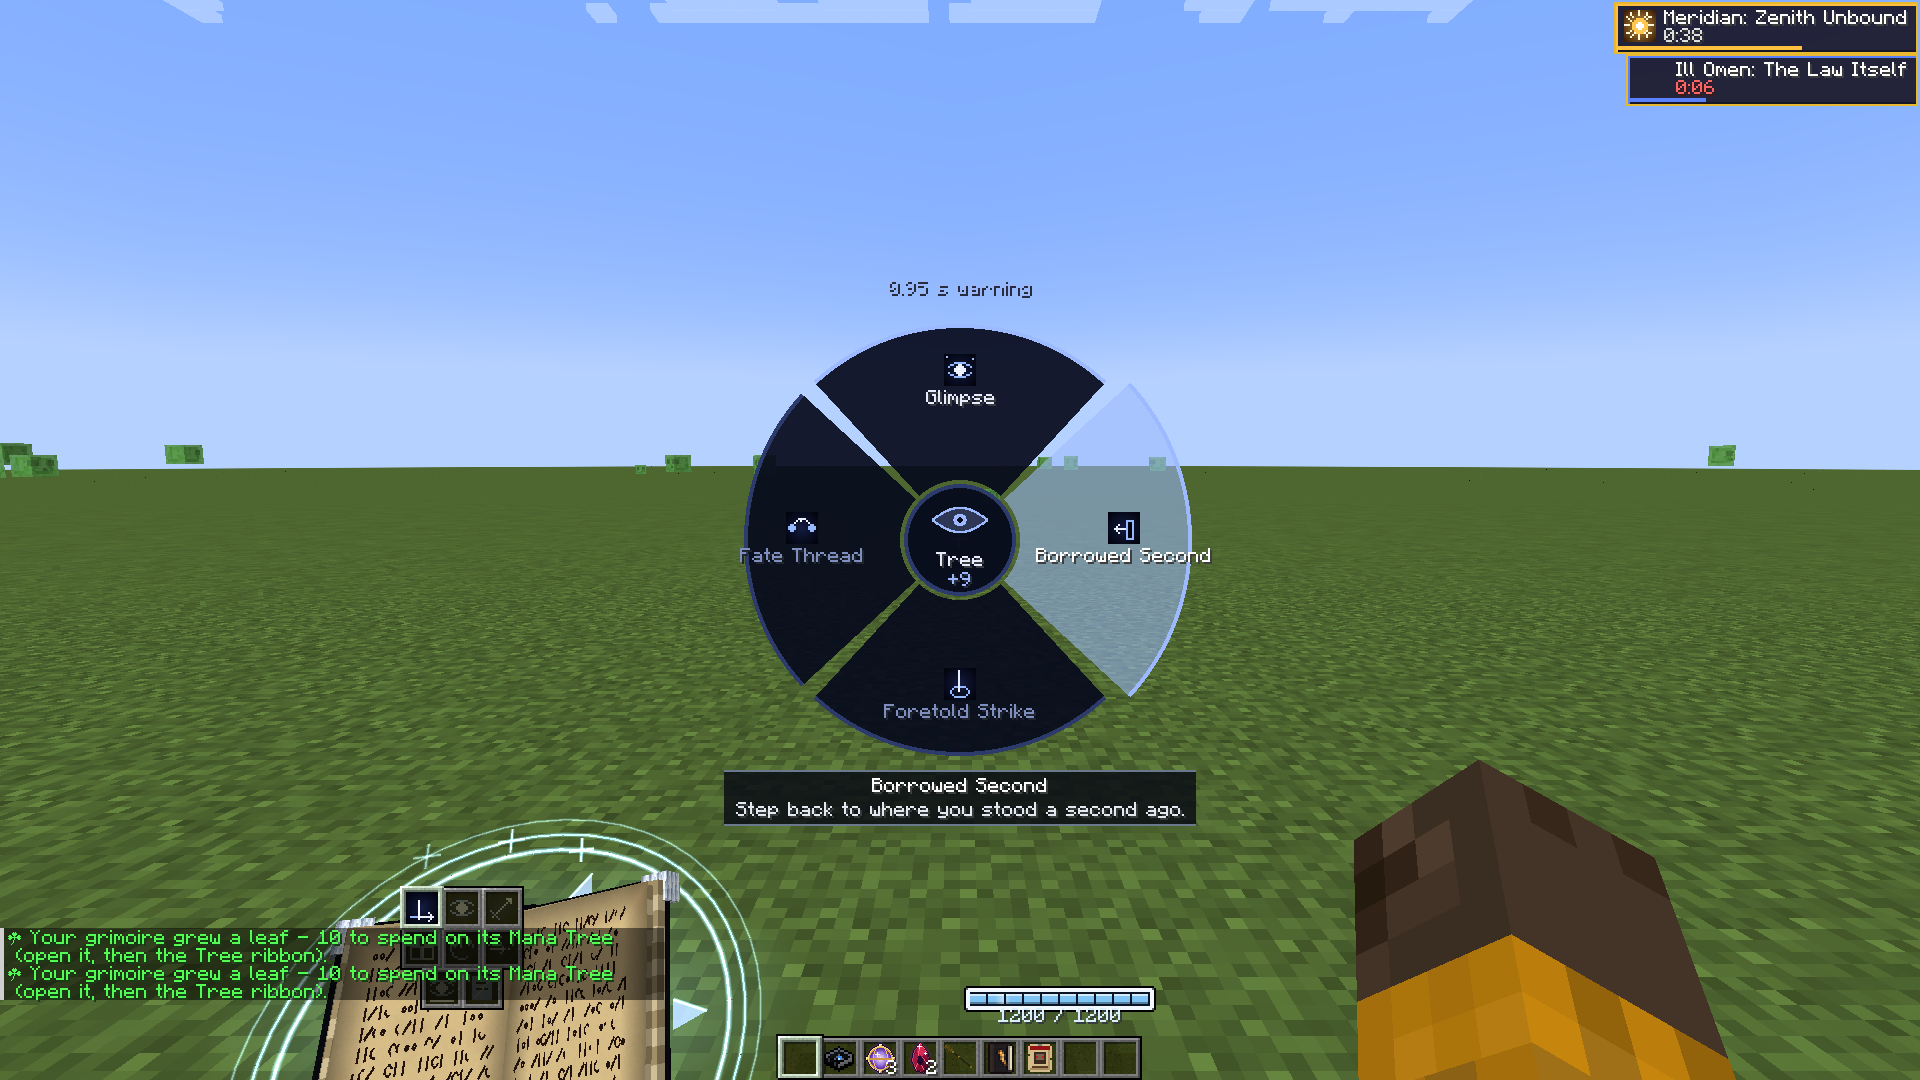 Meridian: Zenith Unbound
0:38
Ill Omen: The Law Itself
0:06
0.95 s warning
Glimpse
Fate Thread
Tree
+9
Borrowed Second
Foretold Strike
Borrowed Second
Step back to where you stood a second ago.
Your grimoire grew a leaf - 10 to spend on its Mana Tree
(open it, then the Tree ribbon).
Your grimoire grew a leaf - 10 to spend on its Mana Tree
(open it, then the Tree ribbon).
1200 / 1200
3
2